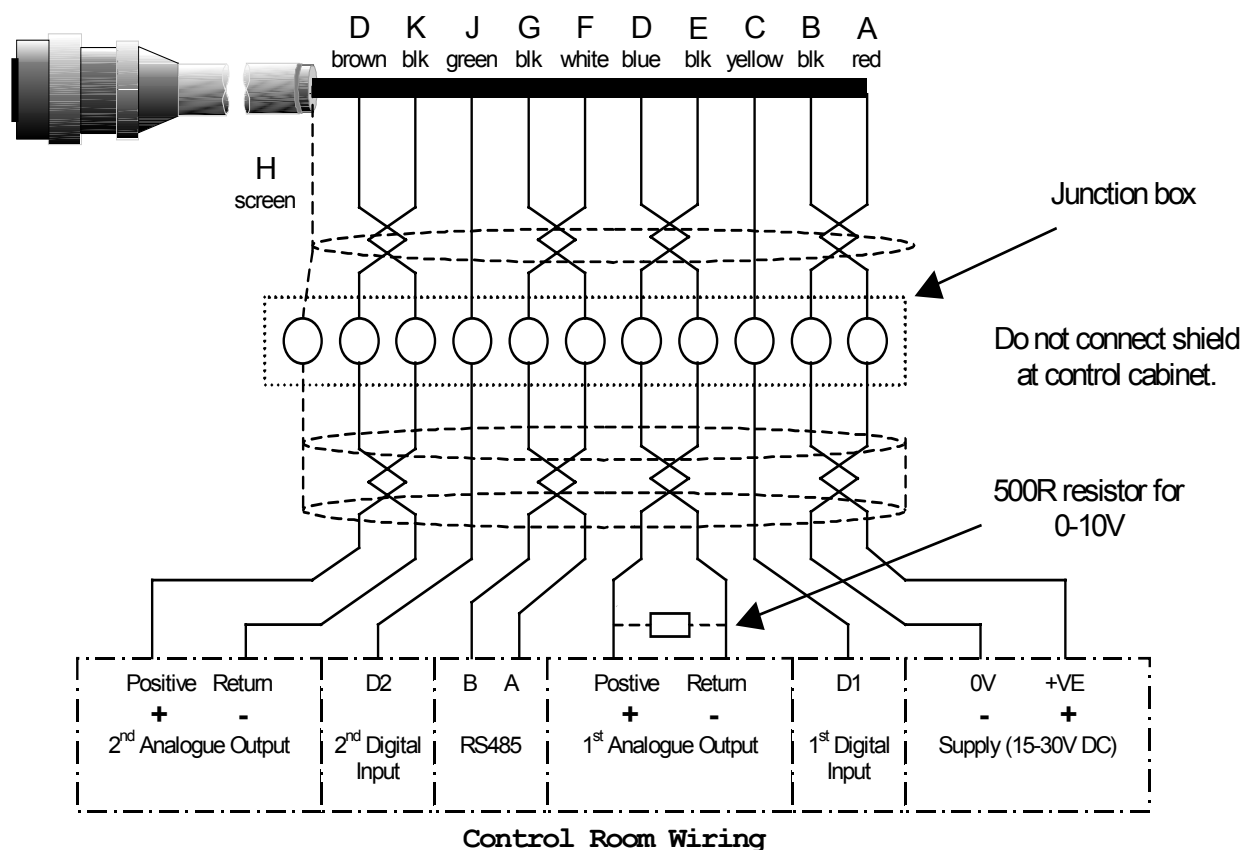 D K J G F D E C B A
brown blk green blk white blue blk yellow blk red
H
screen
Junction box
Do not connect shield
at control cabinet.
500R resistor for
0-10V
Positive Return D2 B A Postive Return D1 0V +VE
+ - + - - +
2nd Analogue Output 2nd Digital RS485 1st Analogue Output 1st Digital Supply (15-30V DC)
Input Input
Control Room Wiring